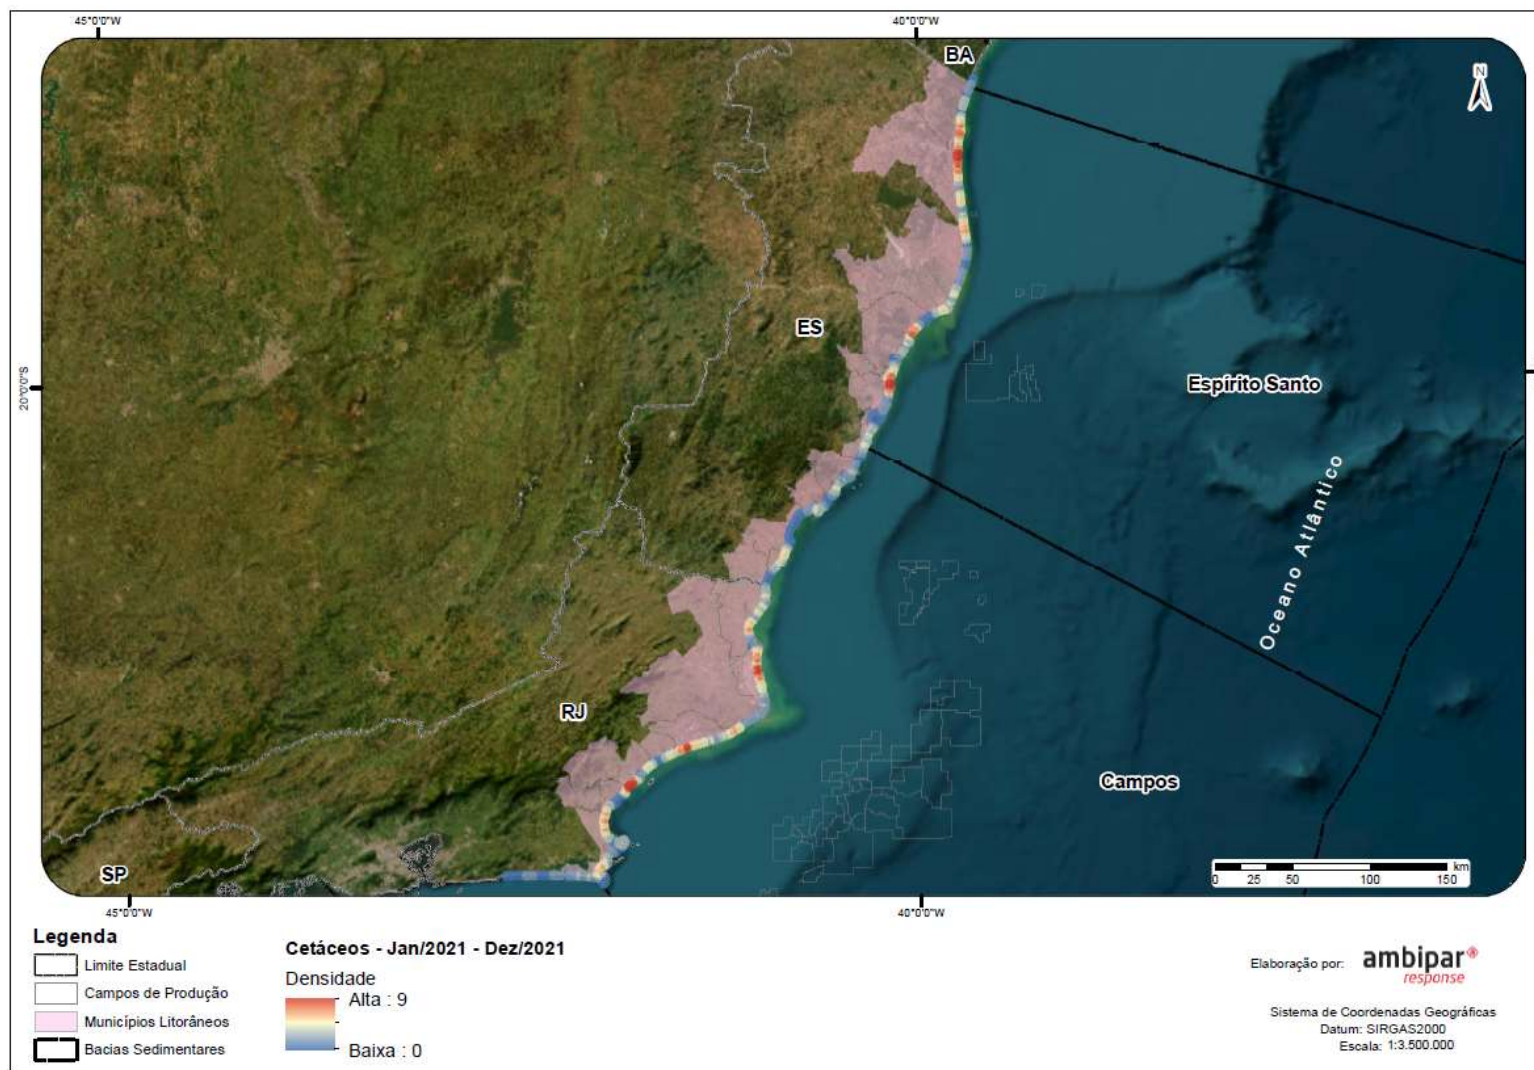 45°0'0"W
40°0'0"W
BA
N
ES
20°0'0"S
Espírito Santo
Oceano Atlântico
RJ
Campos
SP
km
0 25 50 100 150
45°0'0"W
40°0'0"W
Legenda
Limite Estadual
Campos de Produção
Municípios Litorâneos
Bacias Sedimentares
Cetáceos - Jan/2021 - Dez/2021
Densidade
Alta : 9
Baixa : 0
Elaboração por:
ambipar
response
Sistema de Coordenadas Geográficas
Datum: SIRGAS2000
Escala: 1:3.500.000